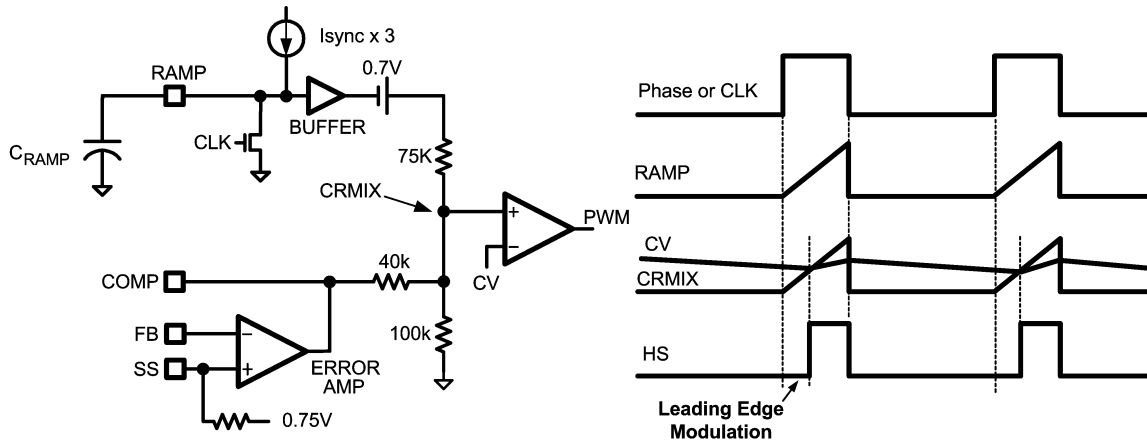 Isync x 3
RAMP
0.7V
BUFFER
CLK
CRAMP
75K
CRMIX
+
−
PWM
CV
COMP
40k
100k
FB
−
SS
+
ERROR
AMP
0.75V
Phase or CLK
RAMP
CV
CRMIX
HS
Leading Edge
Modulation